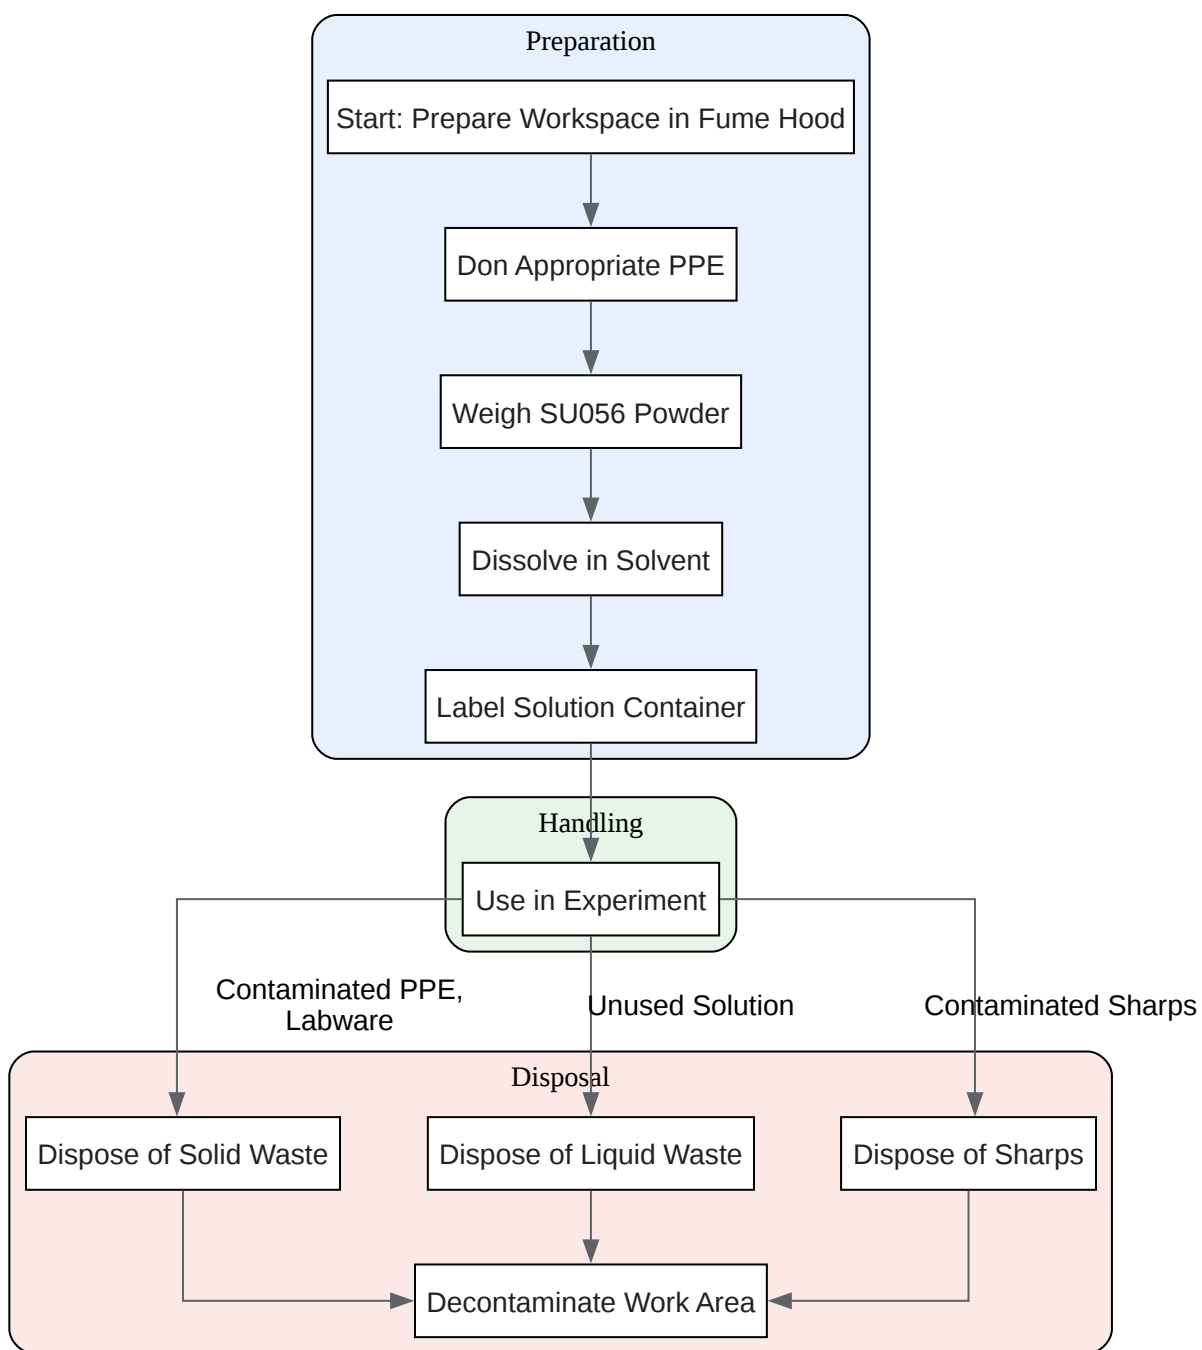 Preparation
Start: Prepare Workspace in Fume Hood
Don Appropriate PPE
Weigh SU056 Powder
Dissolve in Solvent
Label Solution Container
Handling
Use in Experiment
Contaminated PPE,
Labware
Unused Solution
Contaminated Sharps
Disposal
Dispose of Solid Waste
Dispose of Liquid Waste
Dispose of Sharps
Decontaminate Work Area